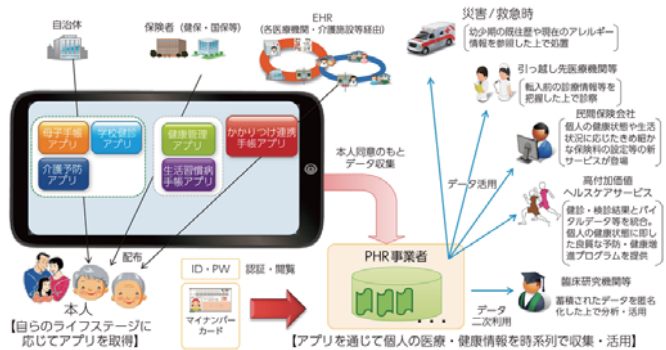 自治体
保険者（健保・国保等）
EHR
（各医療機関・介護施設等経由）
母子手帳
アプリ
学校健診
アプリ
介護予防
アプリ
健康管理
アプリ
生活習慣病
手帳アプリ
かかりつけ連携
手帳アプリ
配布
本人
【自らのライフステージに
応じてアプリを取得】
ID・PW
認証・閲覧
マイナンバー
カード
本人同意のもと
データ収集
PHR事業者
【アプリを通じて個人の医療・健康情報を時系列で収集・活用】
データ活用
データ
二次利用
災害/救急時
幼少期の既往歴や現在のアレルギー
情報を参照した上で処置
引っ越し先医療機関等
転入前の診療情報等を
把握した上で診察
民間保険会社
個人の健康状態や生活
状況に応じたきめ細か
な保険料の設定等の新
サービスが登場
高付加価値
ヘルスケアサービス
健診・検診結果とバイ
タルデータ等を統合。
個人の健康状態に即し
た良質な予防・健康増
進プログラムを提供
臨床研究機関等
蓄積されたデータを匿名
化した上で分析・活用